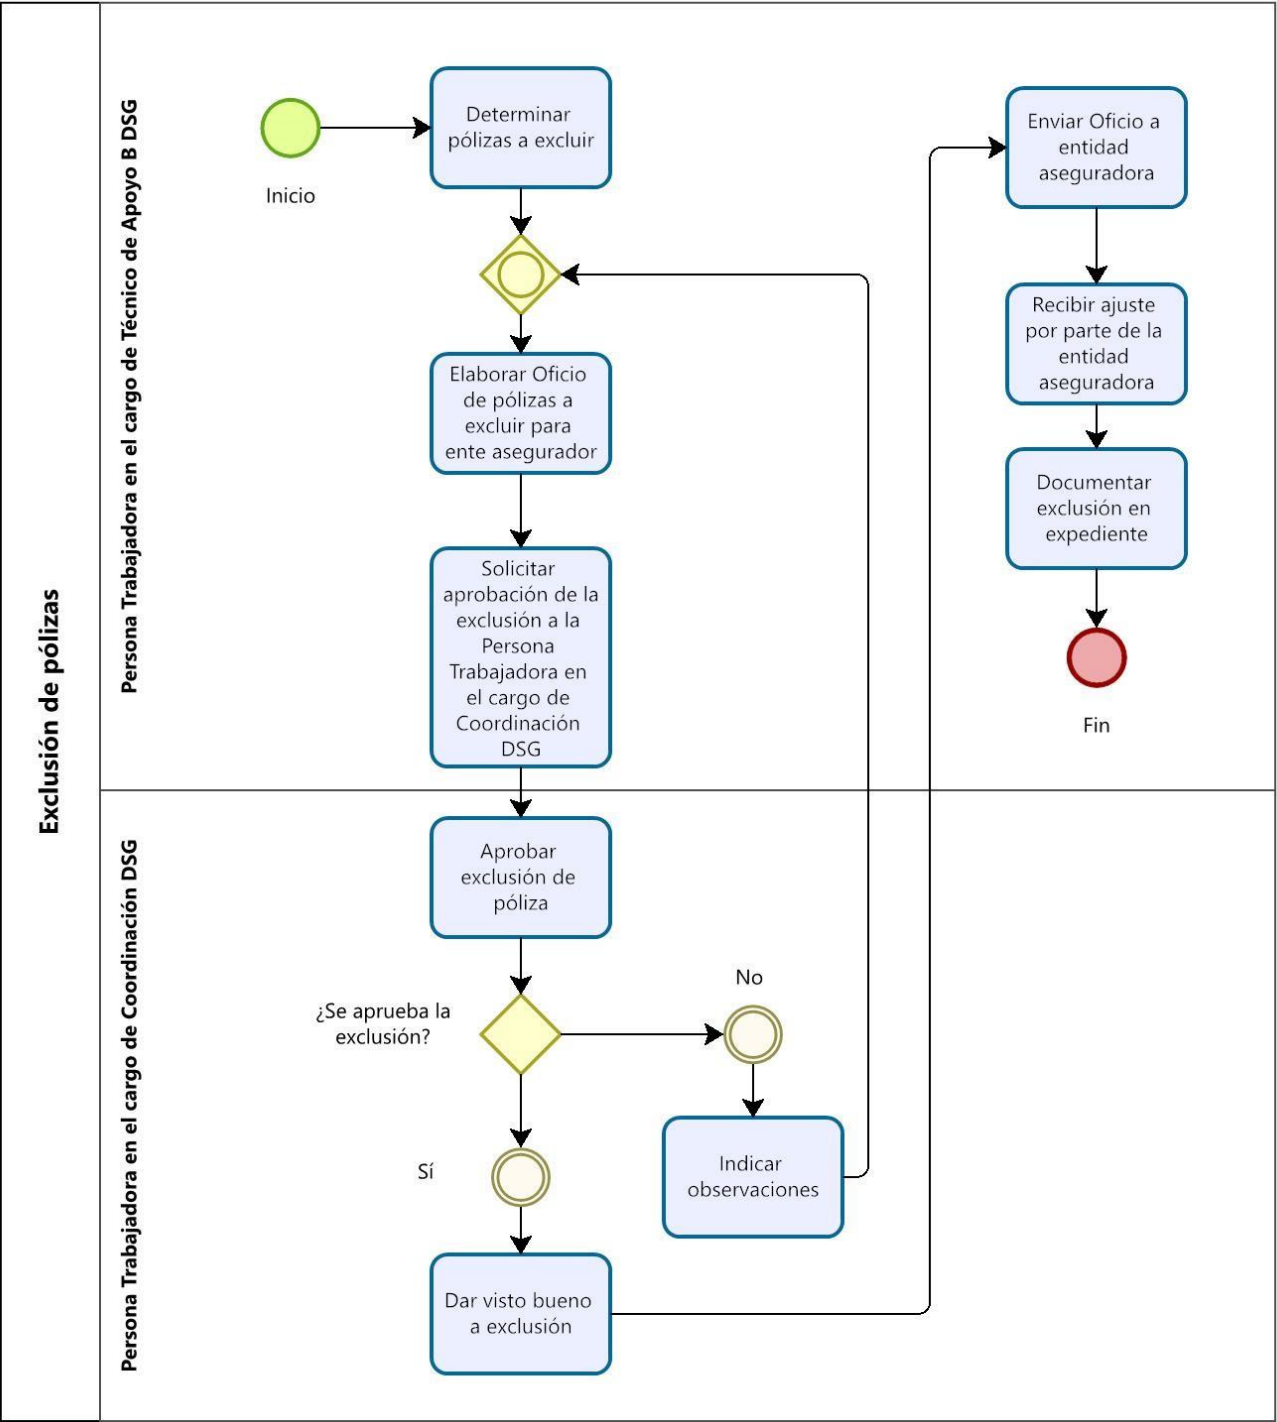 Exclusión de pólizas
Persona Trabajadora en el cargo de Técnico de Apoyo B DSG
Inicio
Determinar
pólizas a excluir
Elaborar Oficio
de pólizas a
excluir para
ente asegurador
Solicitar
aprobación de la
exclusión a la
Persona
Trabajadora en
el cargo de
Coordinación
DSG
Enviar Oficio a
entidad
aseguradora
Recibir ajuste
por parte de la
entidad
aseguradora
Documentar
exclusión en
expediente
Fin
Persona Trabajadora en el cargo de Coordinación DSG
Aprobar
exclusión de
póliza
¿Se aprueba la
exclusión?
No
Indicar
observaciones
Sí
Dar visto bueno
a exclusión